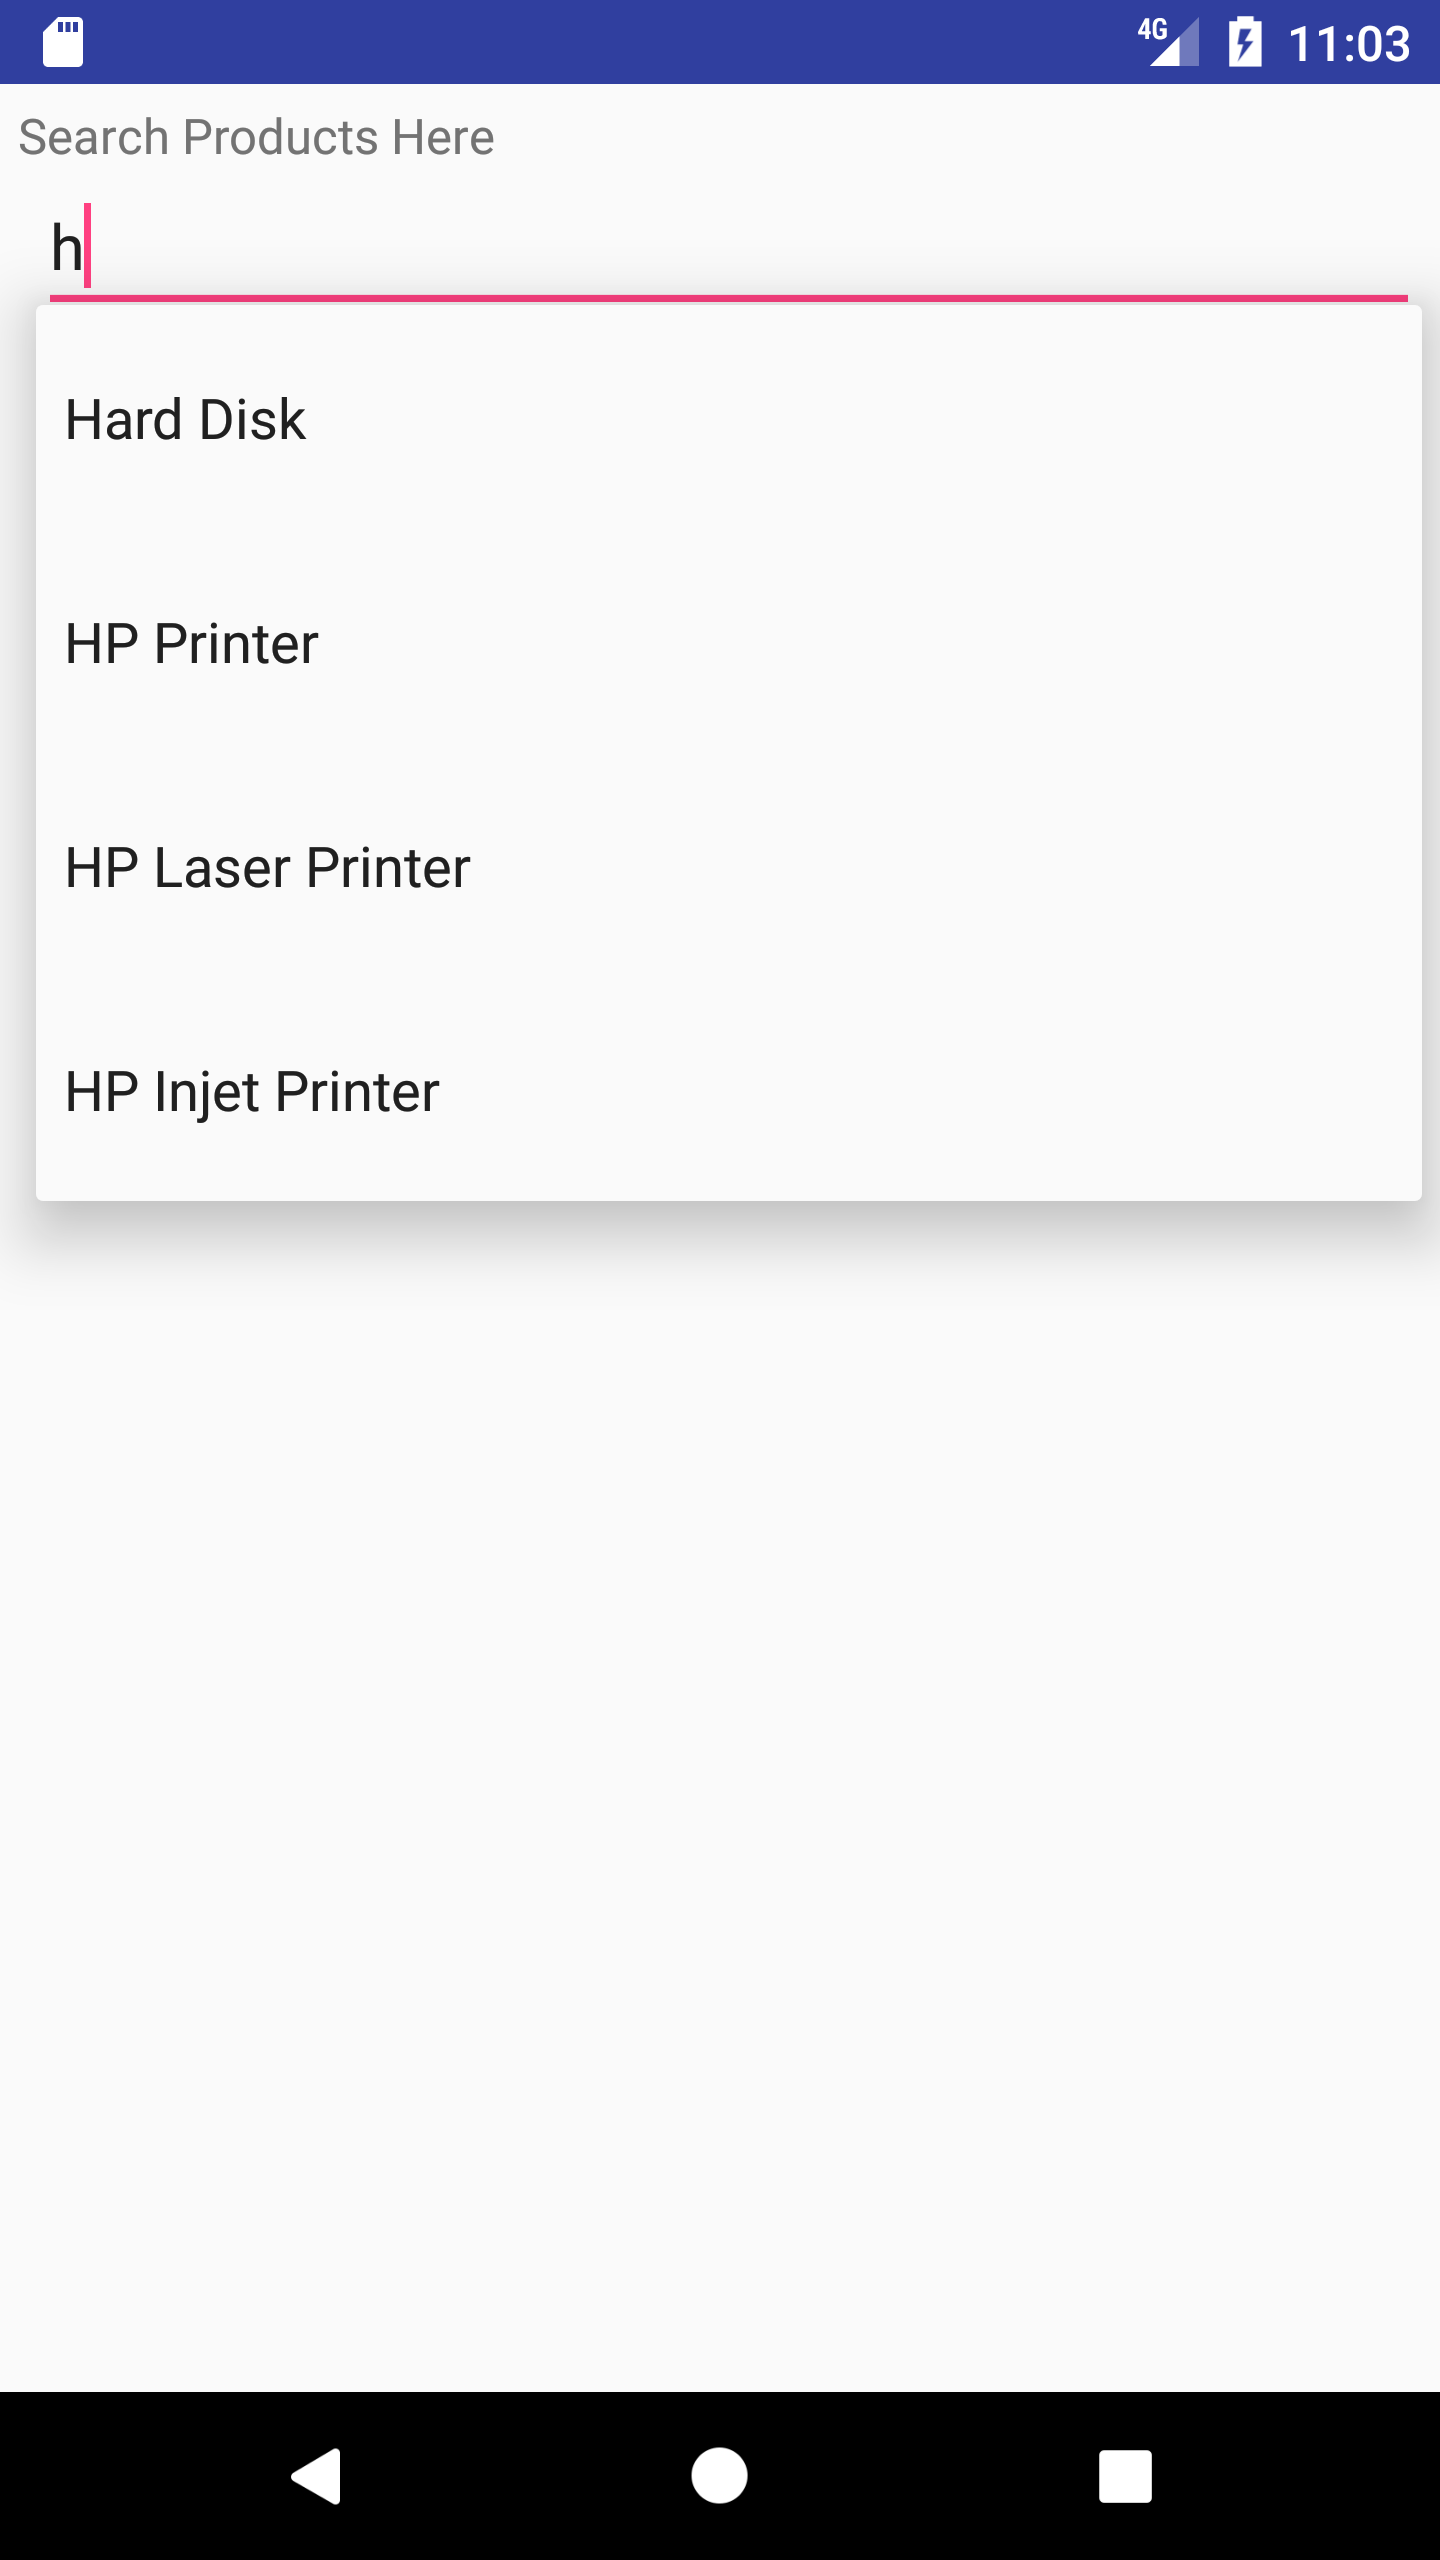 4G 11:03
Search Products Here
h
Hard Disk
HP Printer
HP Laser Printer
HP Injet Printer